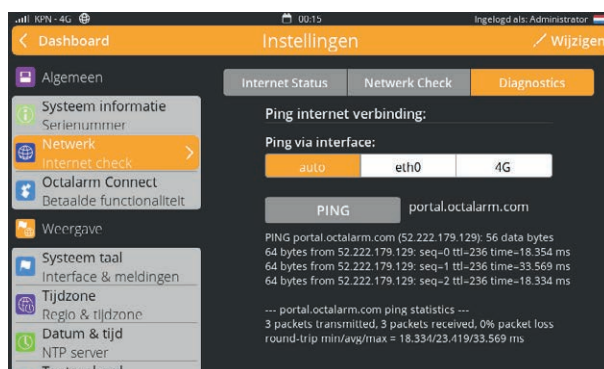 KPN - 4G
00:15
Ingelogd als: Administrator
Dashboard
Instellingen
Wijzigen
Algemeen
Systeem informatie
Serienummer
Netwerk
Internet check
Octalarm Connect
Betaalde functionaliteit
Weergave
Systeem taal
Interface & meldingen
Tijdzone
Regio & tijdzone
Datum & tijd
NTP server
Internet Status
Netwerk Check
Diagnostics
Ping internet verbinding:
Ping via interface:
auto
eth0
4G
PING
portal.octalarm.com
PING portal.octalarm.com (52.222.179.129): 56 data bytes
64 bytes from 52.222.179.129: seq=0 ttl=236 time=18.354 ms
64 bytes from 52.222.179.129: seq=1 ttl=236 time=33.569 ms
64 bytes from 52.222.179.129: seq=2 ttl=236 time=18.334 ms
--- portal.octalarm.com ping statistics ---
3 packets transmitted, 3 packets received, 0% packet loss
round-trip min/avg/max = 18.334/23.419/33.569 ms